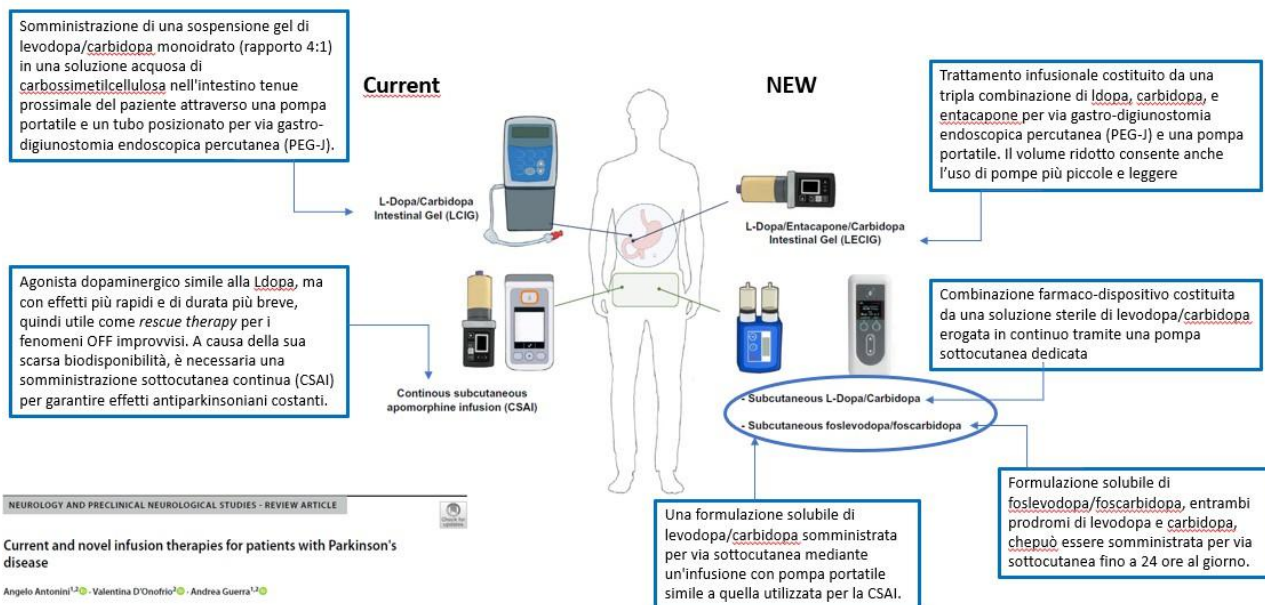 Somministrazione di una sospensione gel di
levodopa/carbidopa monoidrato (rapporto 4:1)
in una soluzione acquosa di
carbossimetilcellulosa nell'intestino tenue
prossimale del paziente attraverso una pompa
portatile e un tubo posizionato per via gastro-
digiunostomia endoscopica percutanea (PEG-J).
Current
NEW
Trattamento infusionale costituito da una
tripla combinazione di ldopa, carbidopa, e
entacapone per via gastro-digiunostomia
endoscopica percutanea (PEG-J) e una pompa
portatile. Il volume ridotto consente anche
l'uso di pompe più piccole e leggere
L-Dopa/Carbidopa
Intestinal Gel (LCIG)
L-Dopa/Entacapone/Carbidopa
Intestinal Gel (LECIG)
Agonista dopaminergico simile alla Ldopa, ma
con effetti più rapidi e di durata più breve,
quindi utile come rescue therapy per i
fenomeni OFF improvvisi. A causa della sua
scarsa biodisponibilità, è necessaria una
somministrazione sottocutanea continua (CSAI)
per garantire effetti antiparkinsoniani costanti.
Continous subcutaneous
apomorphine infusion (CSAI)
Combinazione farmaco-dispositivo costituita
da una soluzione sterile di levodopa/carbidopa
erogata in continuo tramite una pompa
sottocutanea dedicata
- Subcutaneous L-Dopa/Carbidopa
- Subcutaneous foslevodopa/foscarbidopa
Una formulazione solubile di
levodopa/carbidopa somministrata
per via sottocutanea mediante
un'infusione con pompa portatile
simile a quella utilizzata per la CSAI.
Formulazione solubile di
foslevodopa/foscarbidopa, entrambi
prodromi di levodopa e carbidopa,
chepuò essere somministrata per via
sottocutanea fino a 24 ore al giorno.
NEUROLOGY AND PRECLINICAL NEUROLOGICAL STUDIES - REVIEW ARTICLE
Check for
updates
Current and novel infusion therapies for patients with Parkinson's
disease
Angelo Antonini1,2 · Valentina D'Onofrio2 · Andrea Guerra1,2